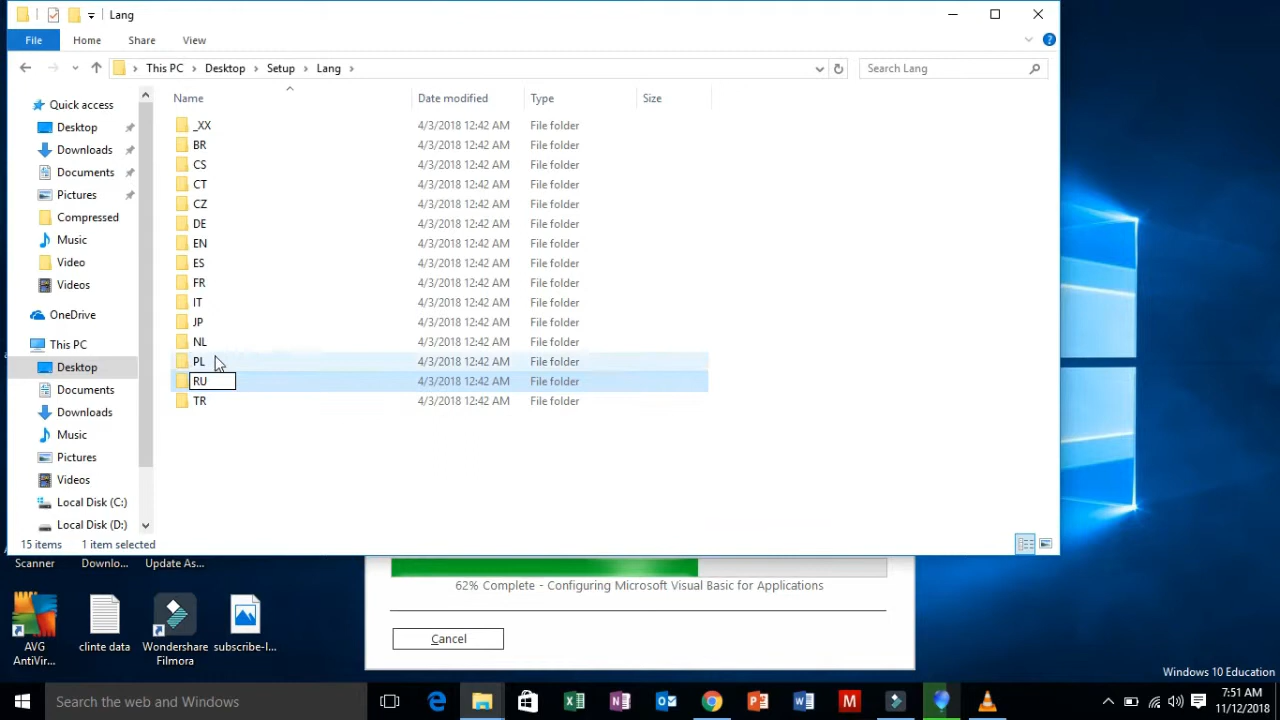 Lang
File Home Share View
This PC Desktop Setup Lang Search Lang
Name Date modified Type Size
Quick access
Desktop
Downloads
Documents
Pictures
Compressed
Music
Video
Videos
OneDrive
This PC
Desktop
Documents
Downloads
Music
Pictures
Videos
Local Disk (C:)
Local Disk (D:)
_XX 4/3/2018 12:42 AM File folder
BR 4/3/2018 12:42 AM File folder
CS 4/3/2018 12:42 AM File folder
CT 4/3/2018 12:42 AM File folder
CZ 4/3/2018 12:42 AM File folder
DE 4/3/2018 12:42 AM File folder
EN 4/3/2018 12:42 AM File folder
ES 4/3/2018 12:42 AM File folder
FR 4/3/2018 12:42 AM File folder
IT 4/3/2018 12:42 AM File folder
JP 4/3/2018 12:42 AM File folder
NL 4/3/2018 12:42 AM File folder
PL 4/3/2018 12:42 AM File folder
RU 4/3/2018 12:42 AM File folder
TR 4/3/2018 12:42 AM File folder
15 items 1 item selected
Scanner Downlo... Update As...
62% Complete - Configuring Microsoft Visual Basic for Applications
Cancel
AVG AntiVir...
clinte data
Wondershare Filmora
subscribe-l...
Windows 10 Education
Search the web and Windows
7:51 AM
11/12/2018